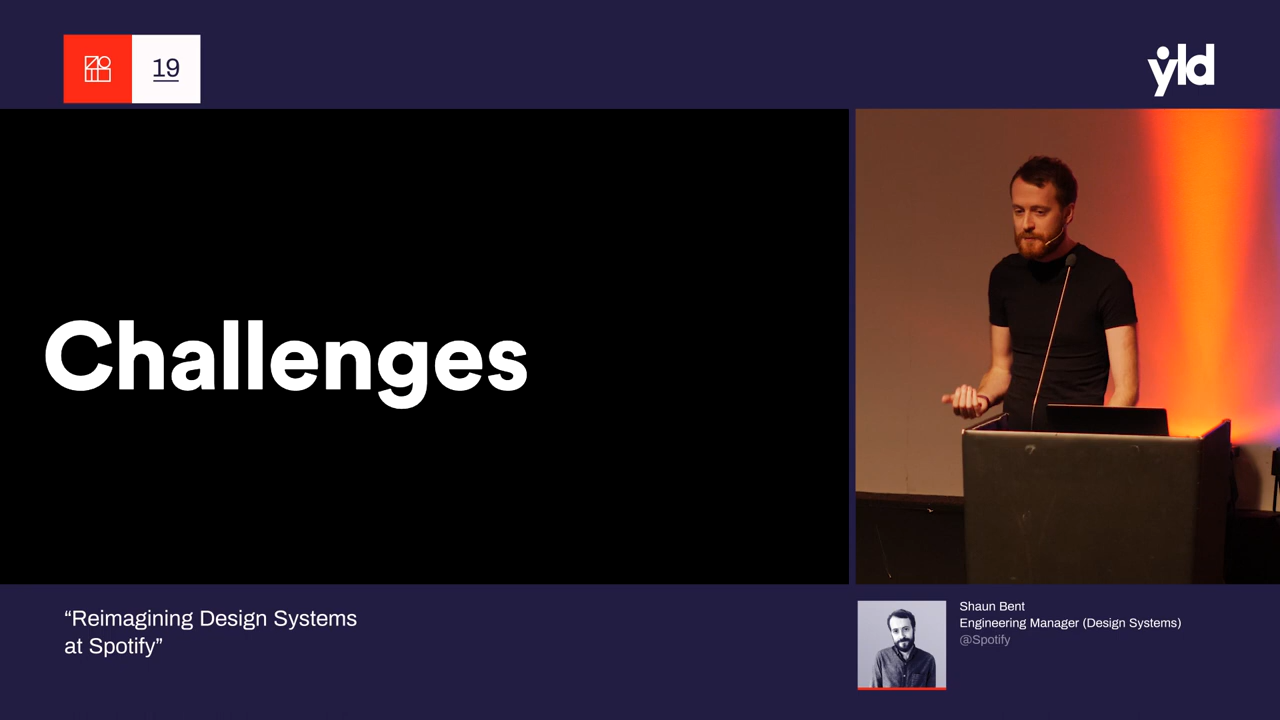 19
yld
Challenges
“Reimagining Design Systems
at Spotify”
Shaun Bent
Engineering Manager (Design Systems)
@Spotify